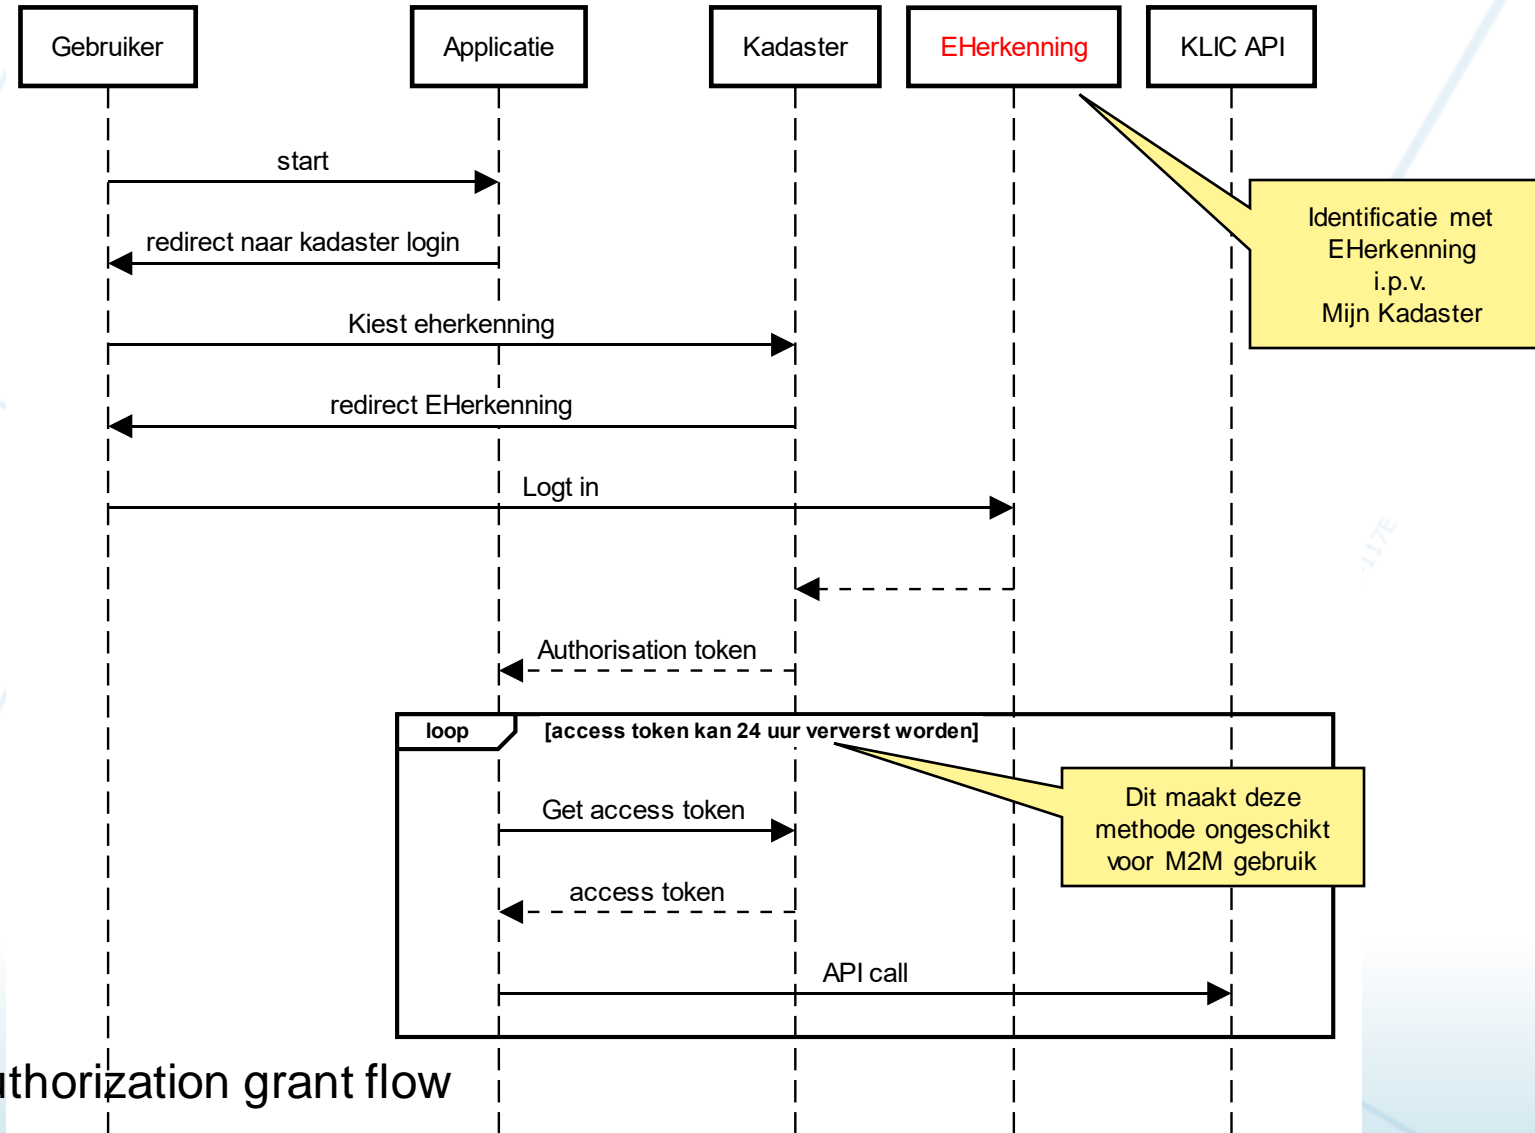 Gebruiker
Applicatie
Kadaster
EHerkenning
KLIC API
start
Identificatie met
EHerkenning
i.p.v.
Mijn Kadaster
redirect naar kadaster login
Kiest eherkenning
redirect EHerkenning
Logt in
-117E
Authorisation token
loop
[access token kan 24 uur ververst worden]
Dit maakt deze
methode ongeschikt
voor M2M gebruik
Get access token
access token
API call
uthorization grant flow